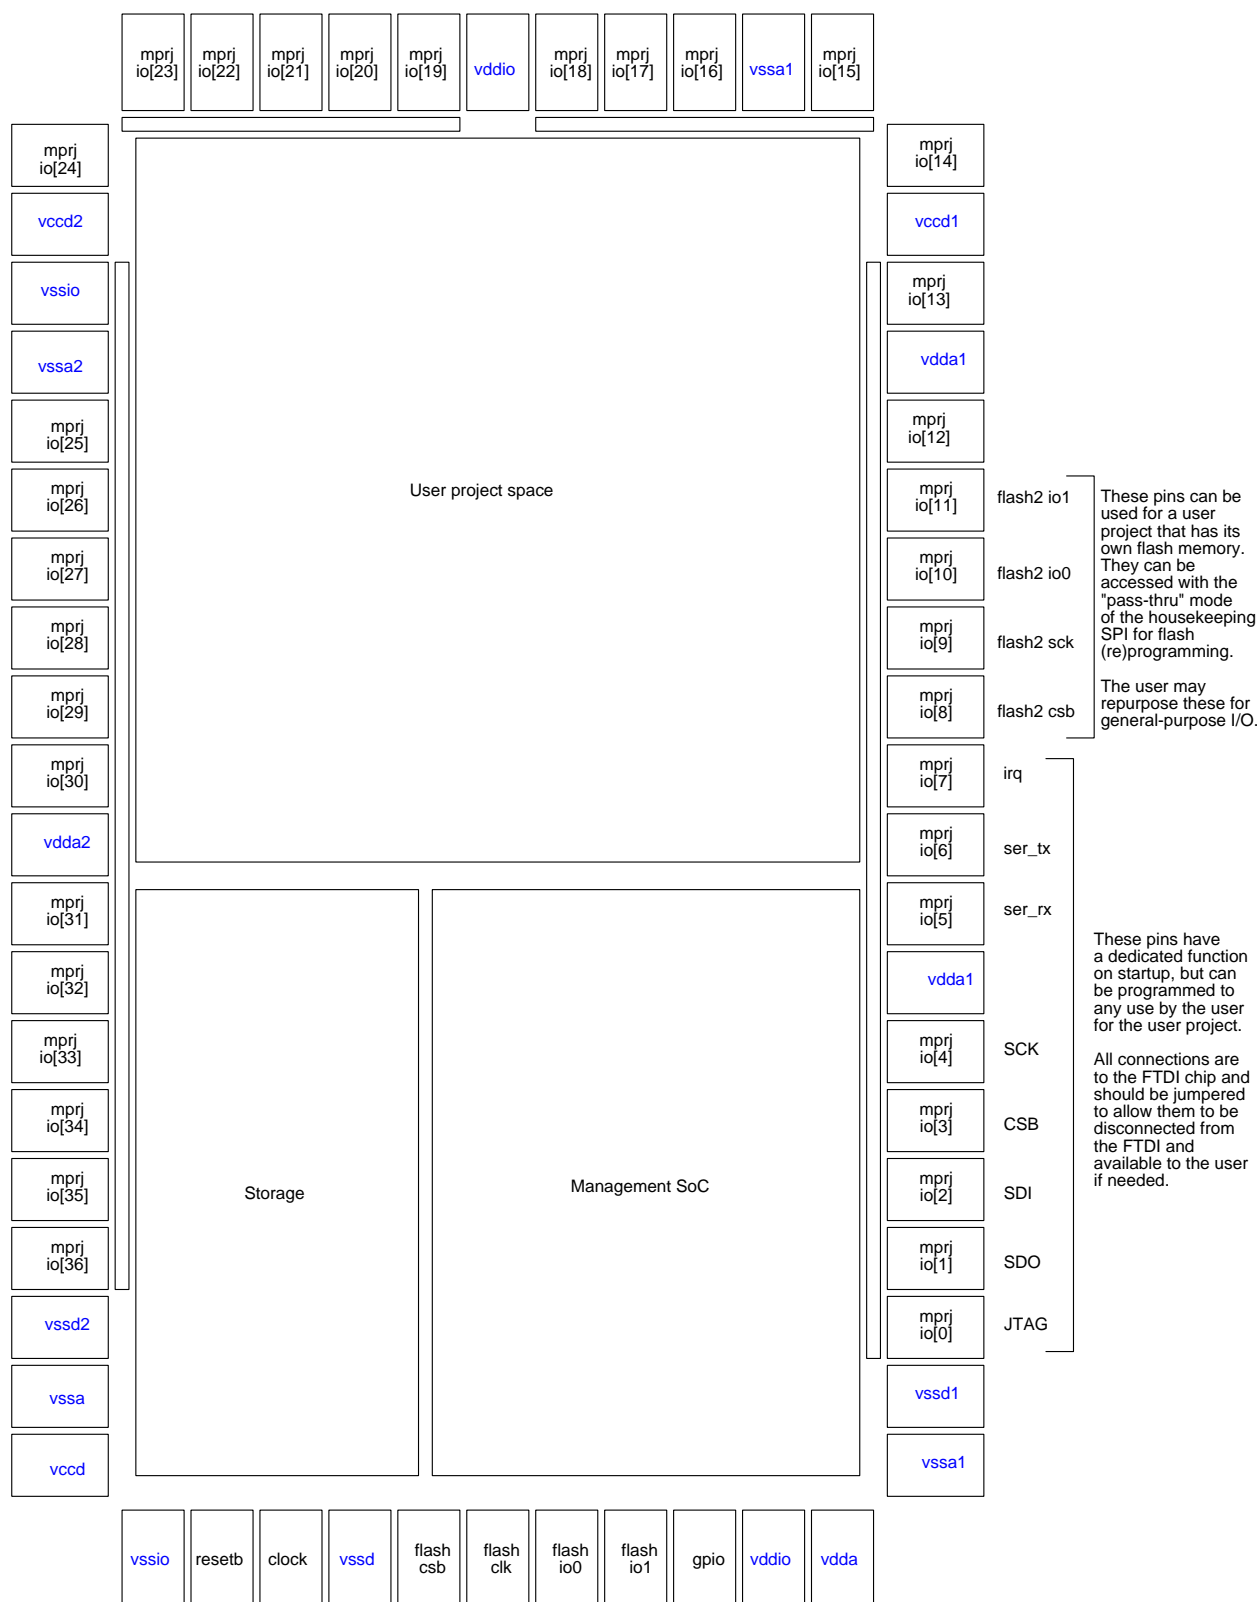 mprj
io[23]
mprj
io[22]
mprj
io[21]
mprj
io[20]
mprj
io[19]
vddio
mprj
io[18]
mprj
io[17]
mprj
io[16]
vssa1
mprj
io[15]
mprj
io[24]
vccd2
vssio
vssa2
mprj
io[25]
mprj
io[26]
mprj
io[27]
mprj
io[28]
mprj
io[29]
mprj
io[30]
vdda2
mprj
io[31]
mprj
io[32]
mprj
io[33]
mprj
io[34]
mprj
io[35]
mprj
io[36]
vssd2
vssa
vccd
User project space
Storage
Management SoC
mprj
io[14]
vccd1
mprj
io[13]
vdda1
mprj
io[12]
mprj
io[11]
flash2 io1
mprj
io[10]
flash2 io0
mprj
io[9]
flash2 sck
mprj
io[8]
flash2 csb
These pins can be
used for a user
project that has its
own flash memory.
They can be
accessed with the
"pass-thru" mode
of the housekeeping
SPI for flash
(re)programming.
The user may
repurpose these for
general-purpose I/O.
mprj
io[7]
irq
mprj
io[6]
ser_tx
mprj
io[5]
ser_rx
vdda1
mprj
io[4]
SCK
mprj
io[3]
CSB
mprj
io[2]
SDI
mprj
io[1]
SDO
mprj
io[0]
JTAG
These pins have
a dedicated function
on startup, but can
be programmed to
any use by the user
for the user project.
All connections are
to the FTDI chip and
should be jumpered
to allow them to be
disconnected from
the FTDI and
available to the user
if needed.
vssd1
vssa1
vssio
resetb
clock
vssd
flash
csb
flash
clk
flash
io0
flash
io1
gpio
vddio
vdda